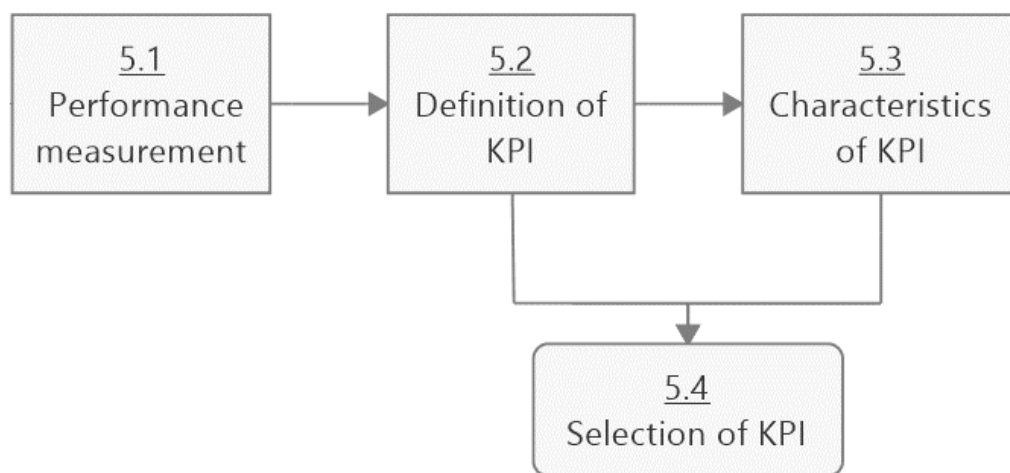 5.1
Performance
measurement
5.2
Definition of
KPI
5.3
Characteristics
of KPI
5.4
Selection of KPI